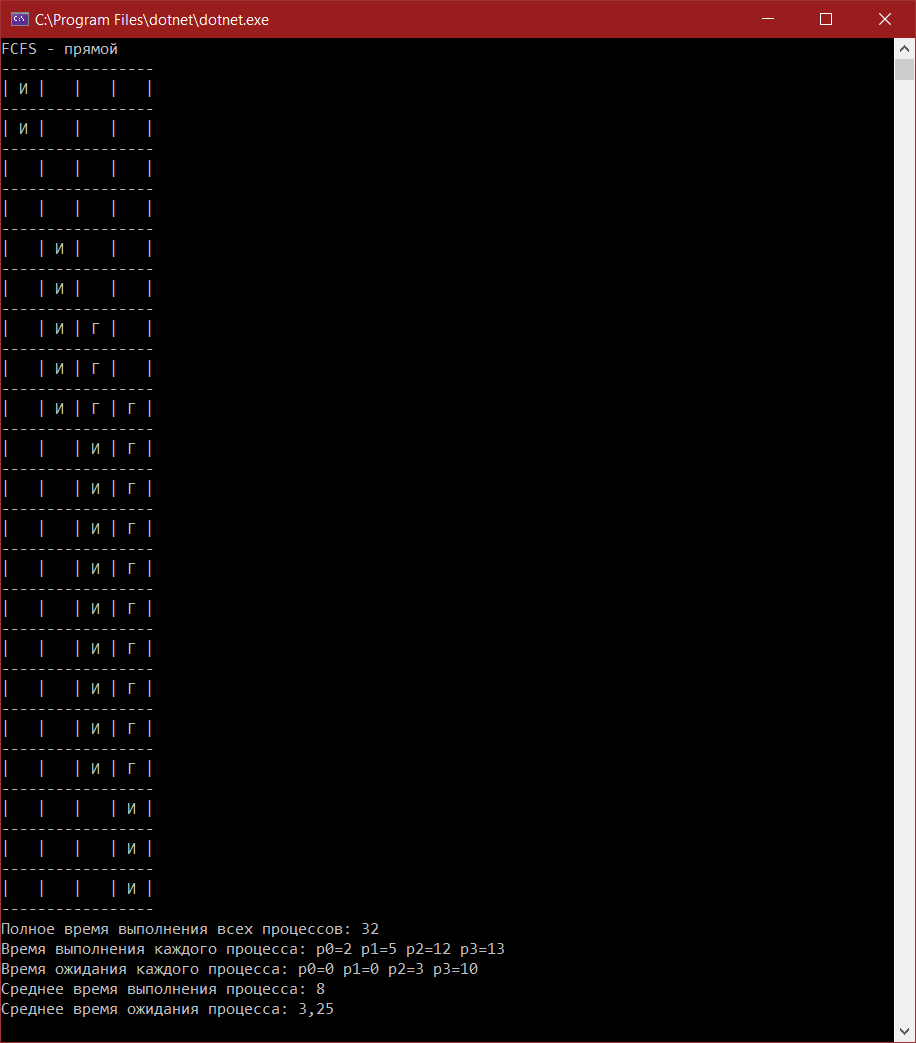 C:\Program Files\dotnet\dotnet.exe
FCFS - прямой
-----------------
| И |   |   |   |
-----------------
| И |   |   |   |
-----------------
|   |   |   |   |
-----------------
|   |   |   |   |
-----------------
|   | И |   |   |
-----------------
|   | И |   |   |
-----------------
|   | И | Г |   |
-----------------
|   | И | Г |   |
-----------------
|   | И | Г | Г |
-----------------
|   |   | И | Г |
-----------------
|   |   | И | Г |
-----------------
|   |   | И | Г |
-----------------
|   |   | И | Г |
-----------------
|   |   | И | Г |
-----------------
|   |   | И | Г |
-----------------
|   |   | И | Г |
-----------------
|   |   | И | Г |
-----------------
|   |   | И | Г |
-----------------
|   |   |   | И |
-----------------
|   |   |   | И |
-----------------
|   |   |   | И |
-----------------
Полное время выполнения всех процессов: 32
Время выполнения каждого процесса: p0=2 p1=5 p2=12 p3=13
Время ожидания каждого процесса: p0=0 p1=0 p2=3 p3=10
Среднее время выполнения процесса: 8
Среднее время ожидания процесса: 3,25